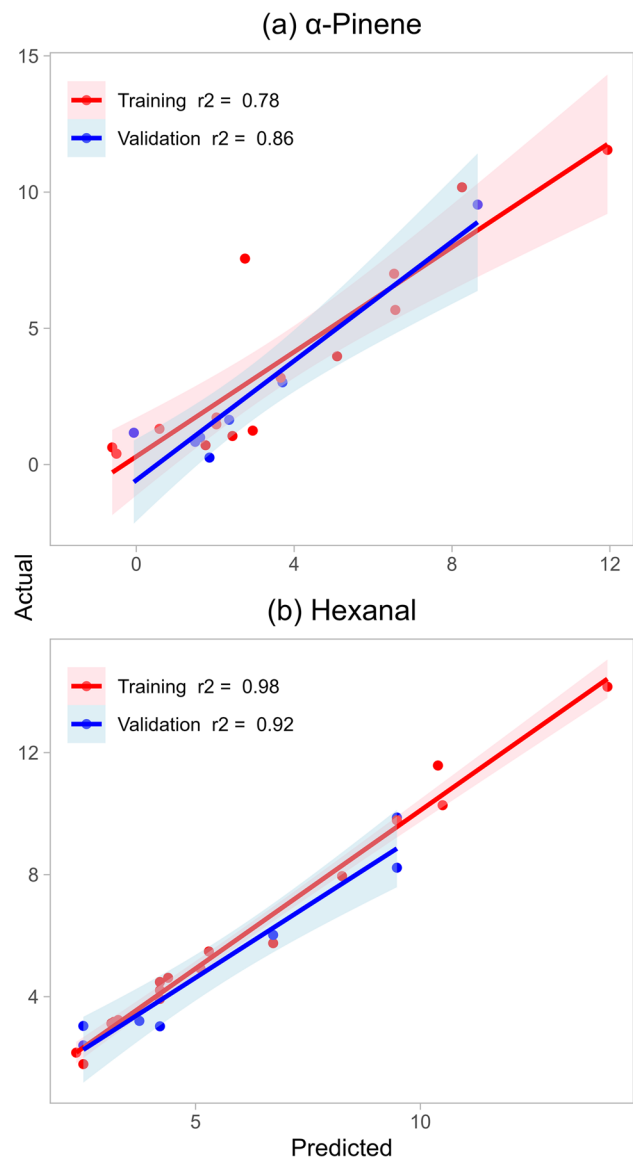 (a) α-Pinene
15
10
5
0
Training r2 = 0.78
Validation r2 = 0.86
0 4 8 12
Actual
(b) Hexanal
12
8
4
Training r2 = 0.98
Validation r2 = 0.92
5 10
Predicted